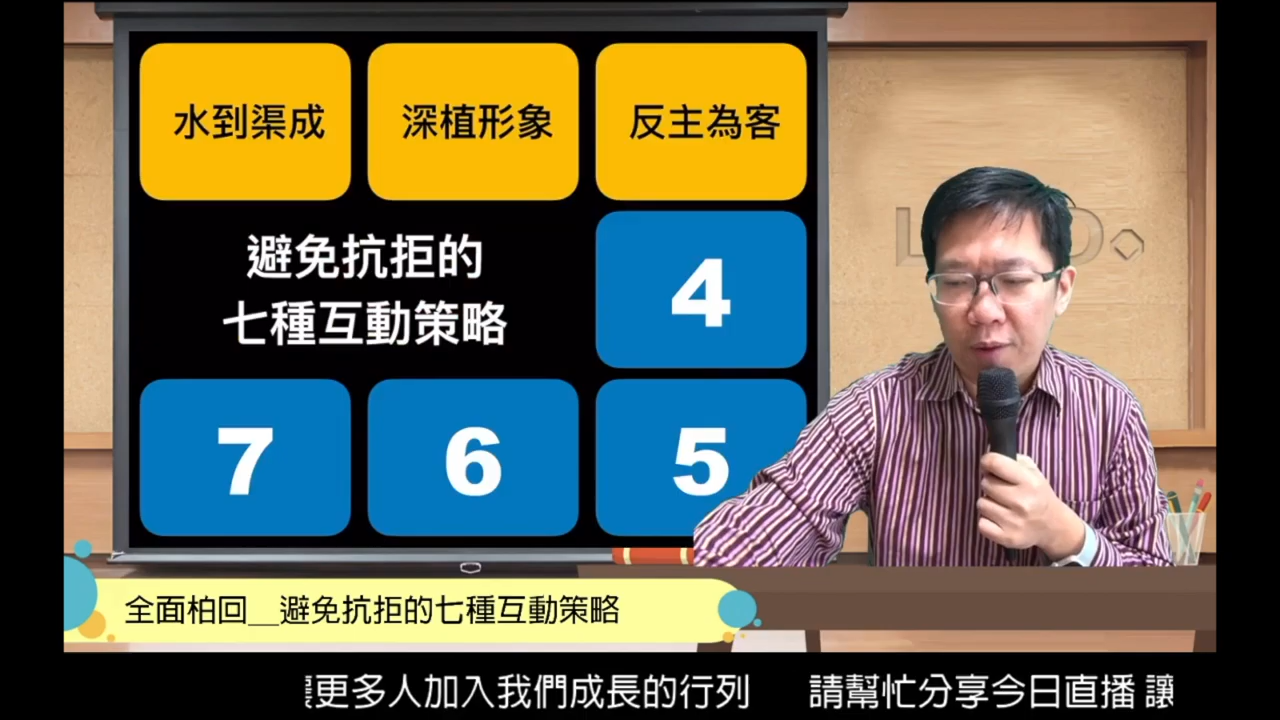 水到渠成
深植形象
反主為客
避免抗拒的
七種互動策略
4
7
6
5
全面柏回__避免抗拒的七種互動策略
更多人加入我們成長的行列 請幫忙分享今日直播 讓